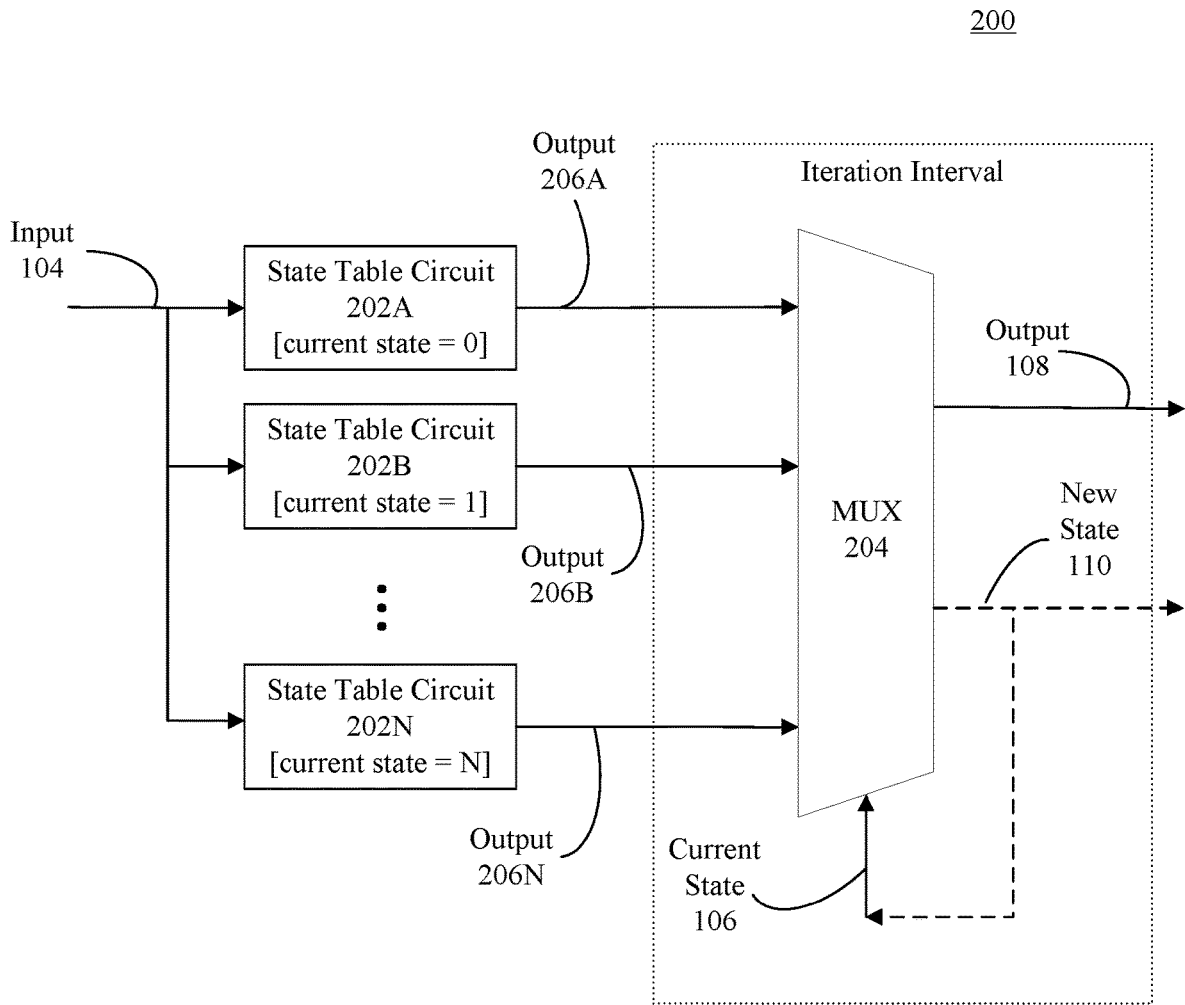 200
Output
206A
Iteration Interval
Input
104
State Table Circuit
202A
[current state = 0]
Output
108
State Table Circuit
202B
[current state = 1]
MUX
204
New
State
110
Output
206B
State Table Circuit
202N
[current state = N]
Output
206N
Current
State
106